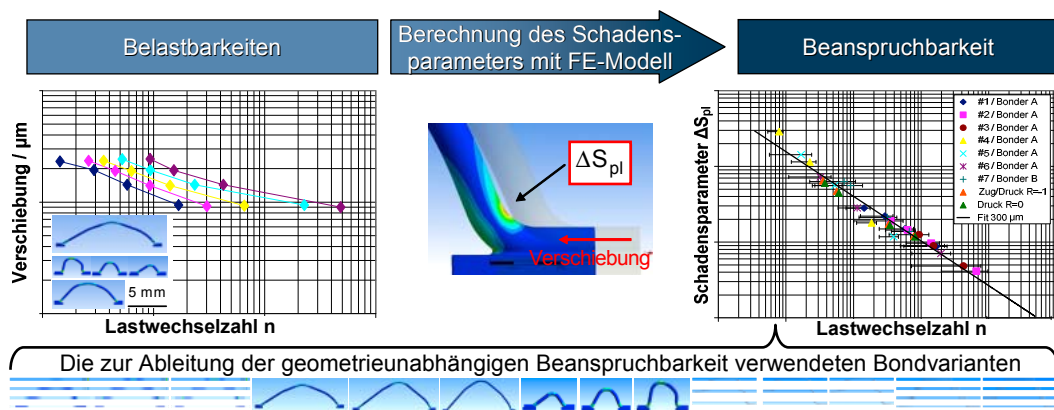 Belastbarkeiten
Berechnung des Schadens-
parameters mit FE-Modell
Beanspruchbarkeit
Verschiebung / µm
5 mm
Lastwechselzahl n
ΔSpl
Verschiebung
Schadensparameter ΔSpl
#1/ Bonder A
#2/ Bonder A
#3/ Bonder A
#4/ Bonder A
#5/ Bonder A
#6/ Bonder A
#7/ Bonder B
Zug/Druck R=-1
Druck R=0
Fit 300 µm
Lastwechselzahl n
Die zur Ableitung der geometrieunabhängigen Beanspruchbarkeit verwendeten Bondvarianten